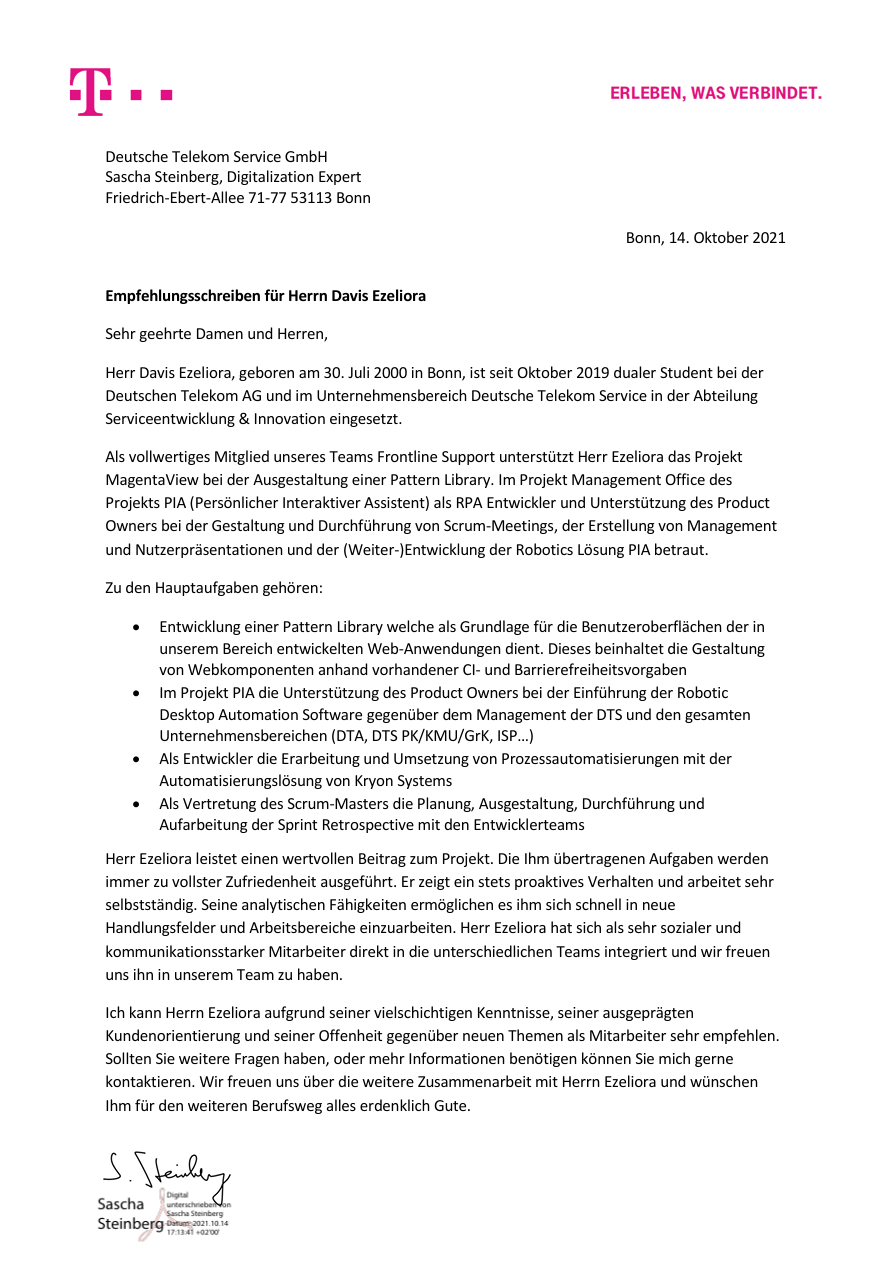 T
ERLEBEN, WAS VERBINDET.
Deutsche Telekom Service GmbH
Sascha Steinberg, Digitalization Expert
Friedrich-Ebert-Allee 71-77 53113 Bonn
Bonn, 14. Oktober 2021
Empfehlungsschreiben für Herrn Davis Ezeliora
Sehr geehrte Damen und Herren,
Herr Davis Ezeliora, geboren am 30. Juli 2000 in Bonn, ist seit Oktober 2019 dualer Student bei der
Deutschen Telekom AG und im Unternehmensbereich Deutsche Telekom Service in der Abteilung
Serviceentwicklung & Innovation eingesetzt.
Als vollwertiges Mitglied unseres Teams Frontline Support unterstützt Herr Ezeliora das Projekt
MagentaView bei der Ausgestaltung einer Pattern Library. Im Projekt Management Office des
Projekts PIA (Persönlicher Interaktiver Assistent) als RPA Entwickler und Unterstützung des Product
Owners bei der Gestaltung und Durchführung von Scrum-Meetings, der Erstellung von Management
und Nutzerpräsentationen und der (Weiter-)Entwicklung der Robotics Lösung PIA betraut.
Zu den Hauptaufgaben gehören:
• Entwicklung einer Pattern Library welche als Grundlage für die Benutzeroberflächen der in
unserem Bereich entwickelten Web-Anwendungen dient. Dieses beinhaltet die Gestaltung
von Webkomponenten anhand vorhandener CI- und Barrierefreiheitsvorgaben
• Im Projekt PIA die Unterstützung des Product Owners bei der Einführung der Robotic
Desktop Automation Software gegenüber dem Management der DTS und den gesamten
Unternehmensbereichen (DTA, DTS PK/KMU/GrK, ISP…)
• Als Entwickler die Erarbeitung und Umsetzung von Prozessautomatisierungen mit der
Automatisierungslösung von Kryon Systems
• Als Vertretung des Scrum-Masters die Planung, Ausgestaltung, Durchführung und
Aufarbeitung der Sprint Retrospective mit den Entwicklerteams
Herr Ezeliora leistet einen wertvollen Beitrag zum Projekt. Die Ihm übertragenen Aufgaben werden
immer zu vollster Zufriedenheit ausgeführt. Er zeigt ein stets proaktives Verhalten und arbeitet sehr
selbstständig. Seine analytischen Fähigkeiten ermöglichen es ihm sich schnell in neue
Handlungsfelder und Arbeitsbereiche einzuarbeiten. Herr Ezeliora hat sich als sehr sozialer und
kommunikationsstarker Mitarbeiter direkt in die unterschiedlichen Teams integriert und wir freuen
uns ihn in unserem Team zu haben.
Ich kann Herrn Ezeliora aufgrund seiner vielschichtigen Kenntnisse, seiner ausgeprägten
Kundenorientierung und seiner Offenheit gegenüber neuen Themen als Mitarbeiter sehr empfehlen.
Sollten Sie weitere Fragen haben, oder mehr Informationen benötigen können Sie mich gerne
kontaktieren. Wir freuen uns über die weitere Zusammenarbeit mit Herrn Ezeliora und wünschen
Ihm für den weiteren Berufsweg alles erdenklich Gute.
S. Steinberg
Sascha
Steinberg
Digital
unterschrieben von
Sascha Steinberg
Datum: 2021.10.14
17:13:41 +02'00'